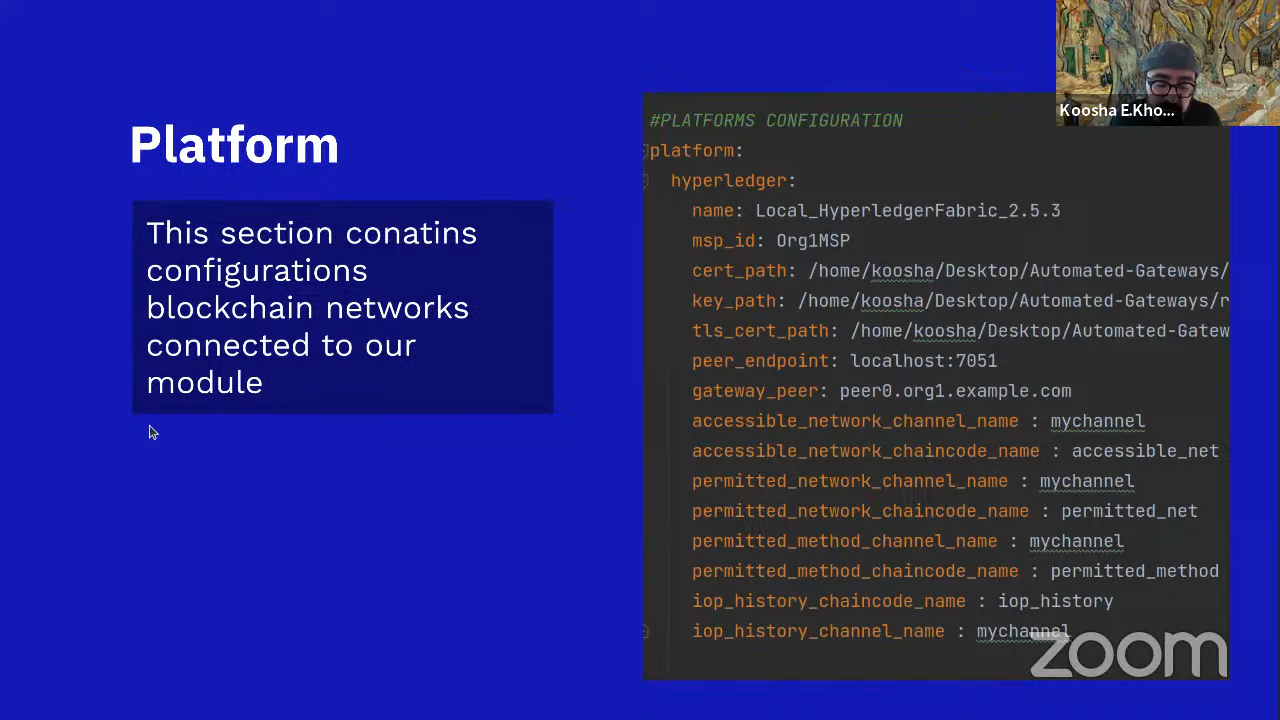 Platform
This section conatins
configurations
blockchain networks
connected to our
module
#PLATFORMS CONFIGURATION
platform:
hyperledger:
name: Local_HyperledgerFabric_2.5.3
msp_id: Org1MSP
cert_path: /home/koosha/Desktop/Automated-Gateways/
key_path: /home/koosha/Desktop/Automated-Gateways/r
tls_cert_path: /home/koosha/Desktop/Automated-Gatew
peer_endpoint: localhost:7051
gateway_peer: peer0.org1.example.com
accessible_network_channel_name : mychannel
accessible_network_chaincode_name : accessible_net
permitted_network_channel_name : mychannel
permitted_network_chaincode_name : permitted_net
permitted_method_channel_name : mychannel
permitted_method_chaincode_name : permitted_method
iop_history_chaincode_name : iop_history
iop_history_channel_name : mychannel
Koosha E.Kho...
zoom